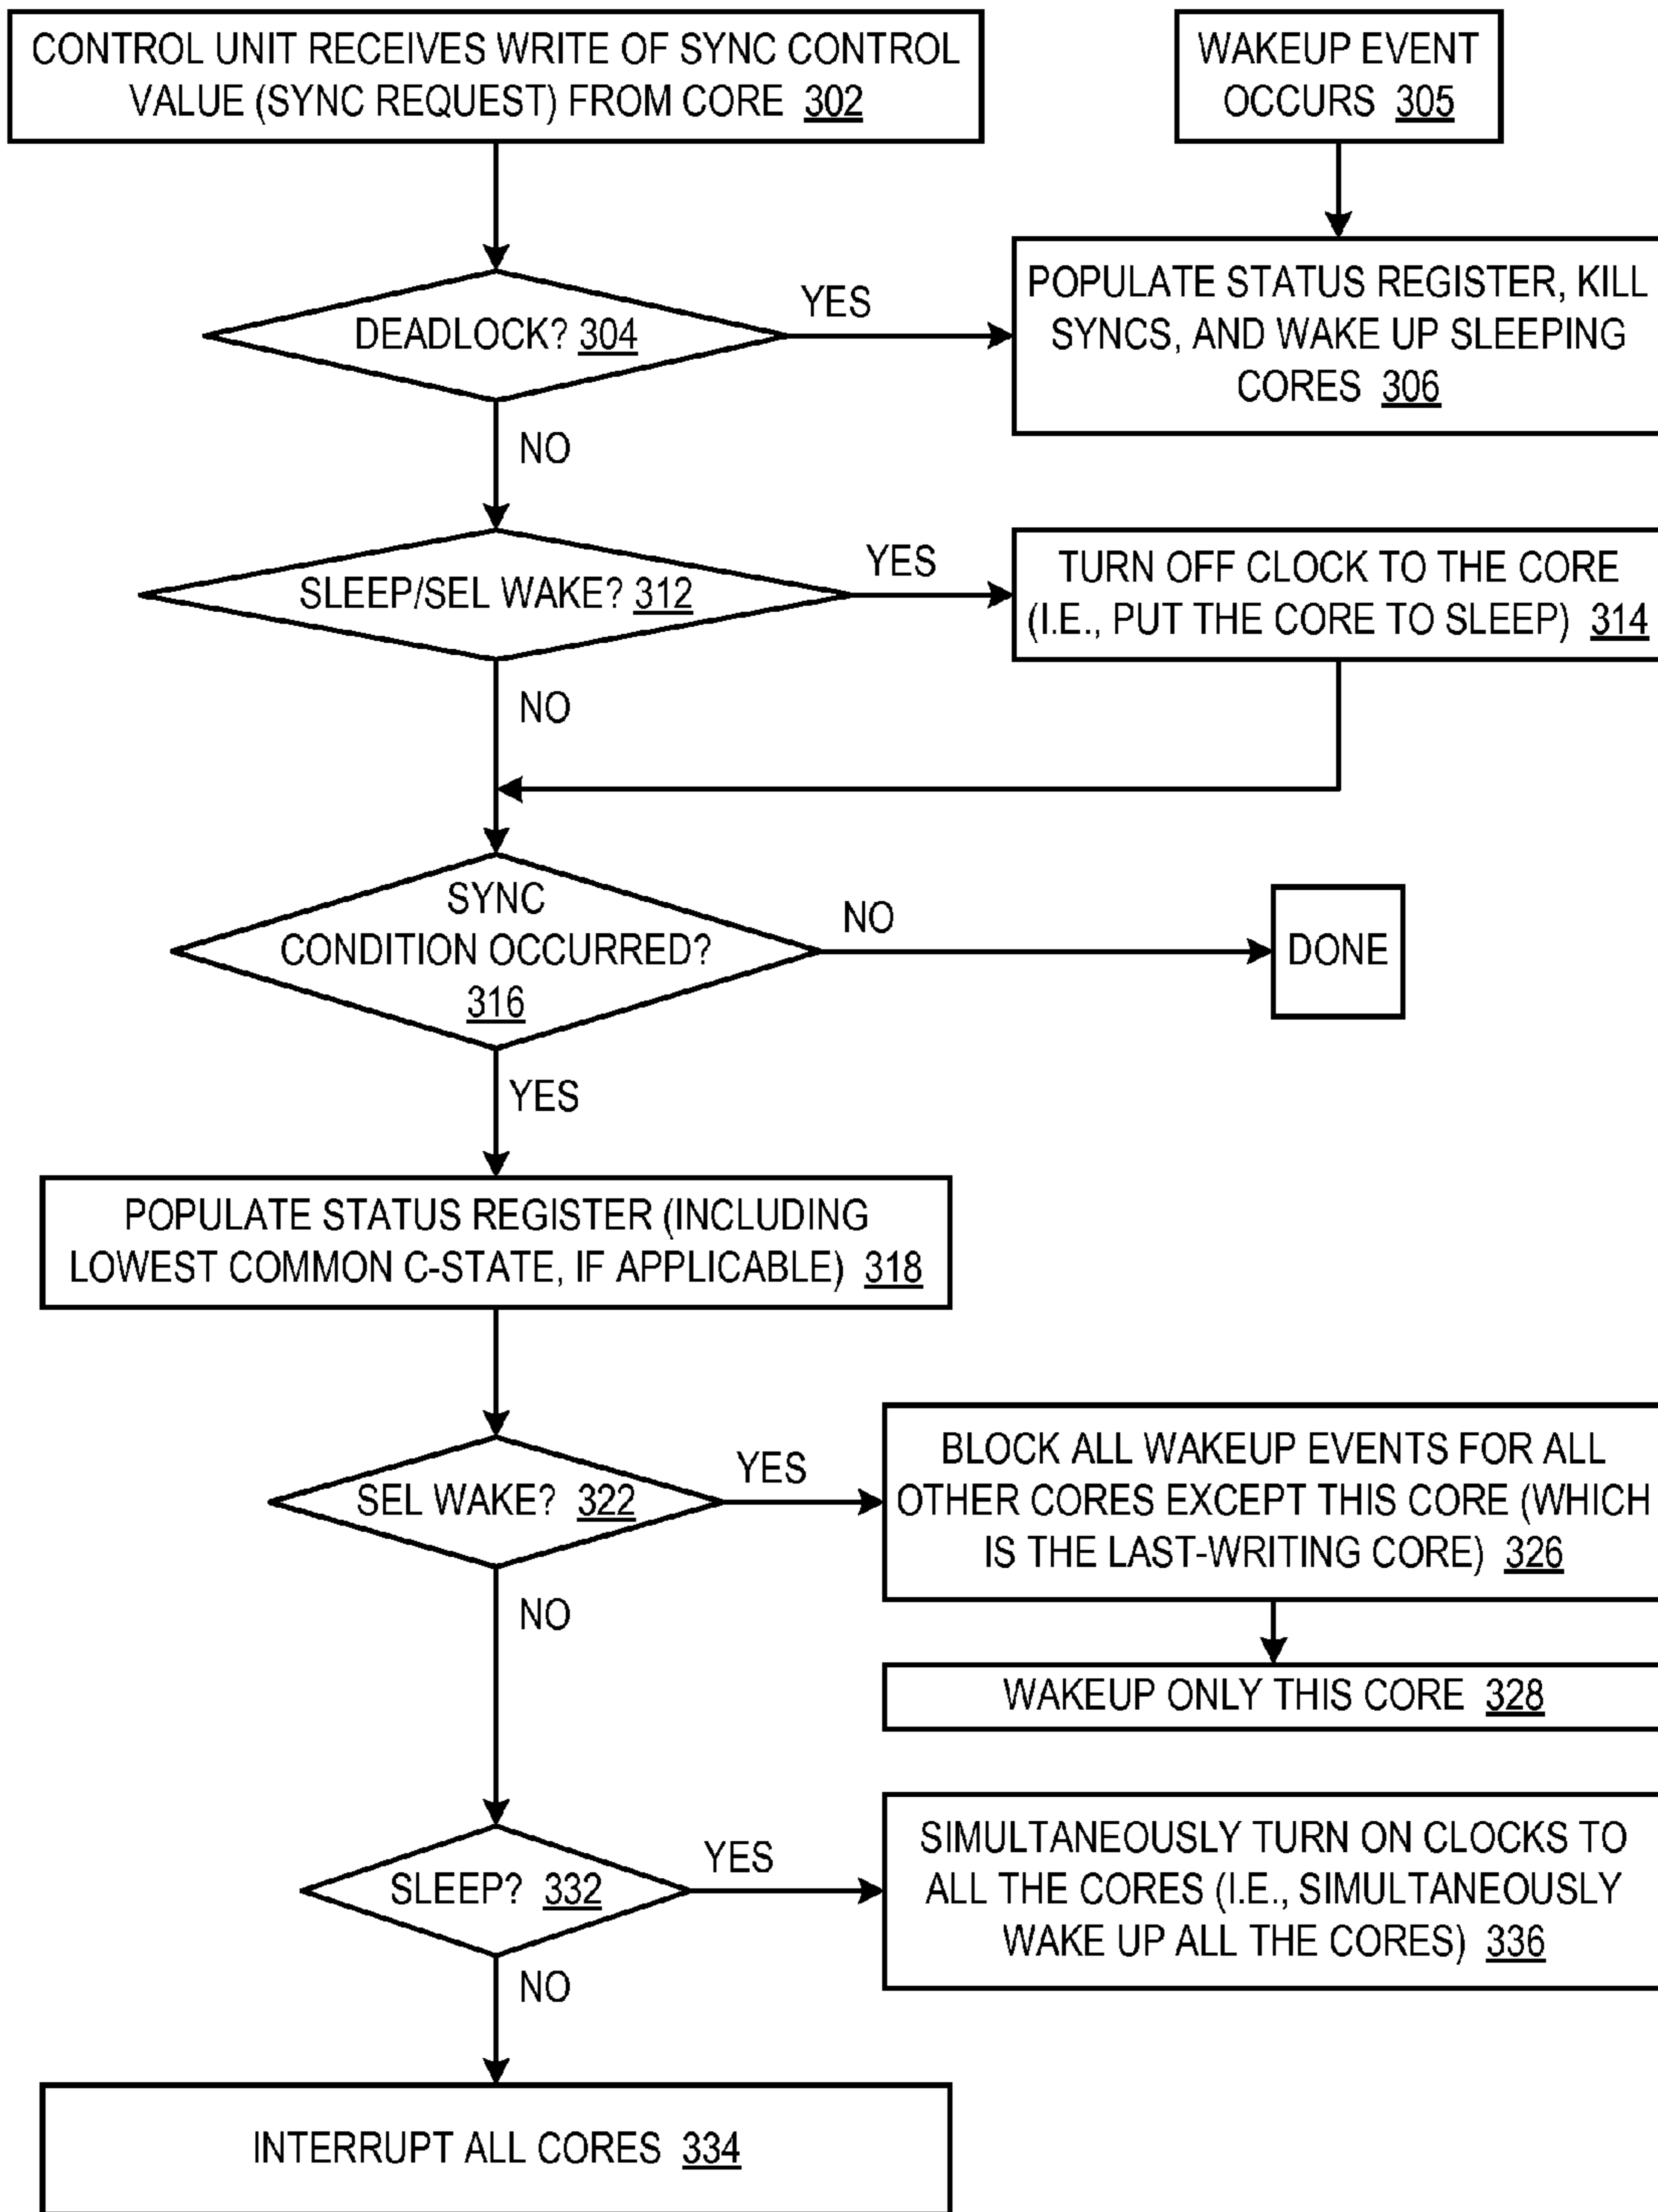 CONTROL UNIT RECEIVES WRITE OF SYNC CONTROL
VALUE (SYNC REQUEST) FROM CORE 302
WAKEUP EVENT
OCCURS 305
DEADLOCK? 304
YES
POPULATE STATUS REGISTER, KILL
SYNCS, AND WAKE UP SLEEPING
CORES 306
NO
SLEEP/SEL WAKE? 312
YES
TURN OFF CLOCK TO THE CORE
(I.E., PUT THE CORE TO SLEEP) 314
NO
SYNC
CONDITION OCCURRED?
316
NO
DONE
YES
POPULATE STATUS REGISTER (INCLUDING
LOWEST COMMON C-STATE, IF APPLICABLE) 318
SEL WAKE? 322
YES
BLOCK ALL WAKEUP EVENTS FOR ALL
OTHER CORES EXCEPT THIS CORE (WHICH
IS THE LAST-WRITING CORE) 326
NO
WAKEUP ONLY THIS CORE 328
SLEEP? 332
YES
SIMULTANEOUSLY TURN ON CLOCKS TO
ALL THE CORES (I.E., SIMULTANEOUSLY
WAKE UP ALL THE CORES) 336
NO
INTERRUPT ALL CORES 334